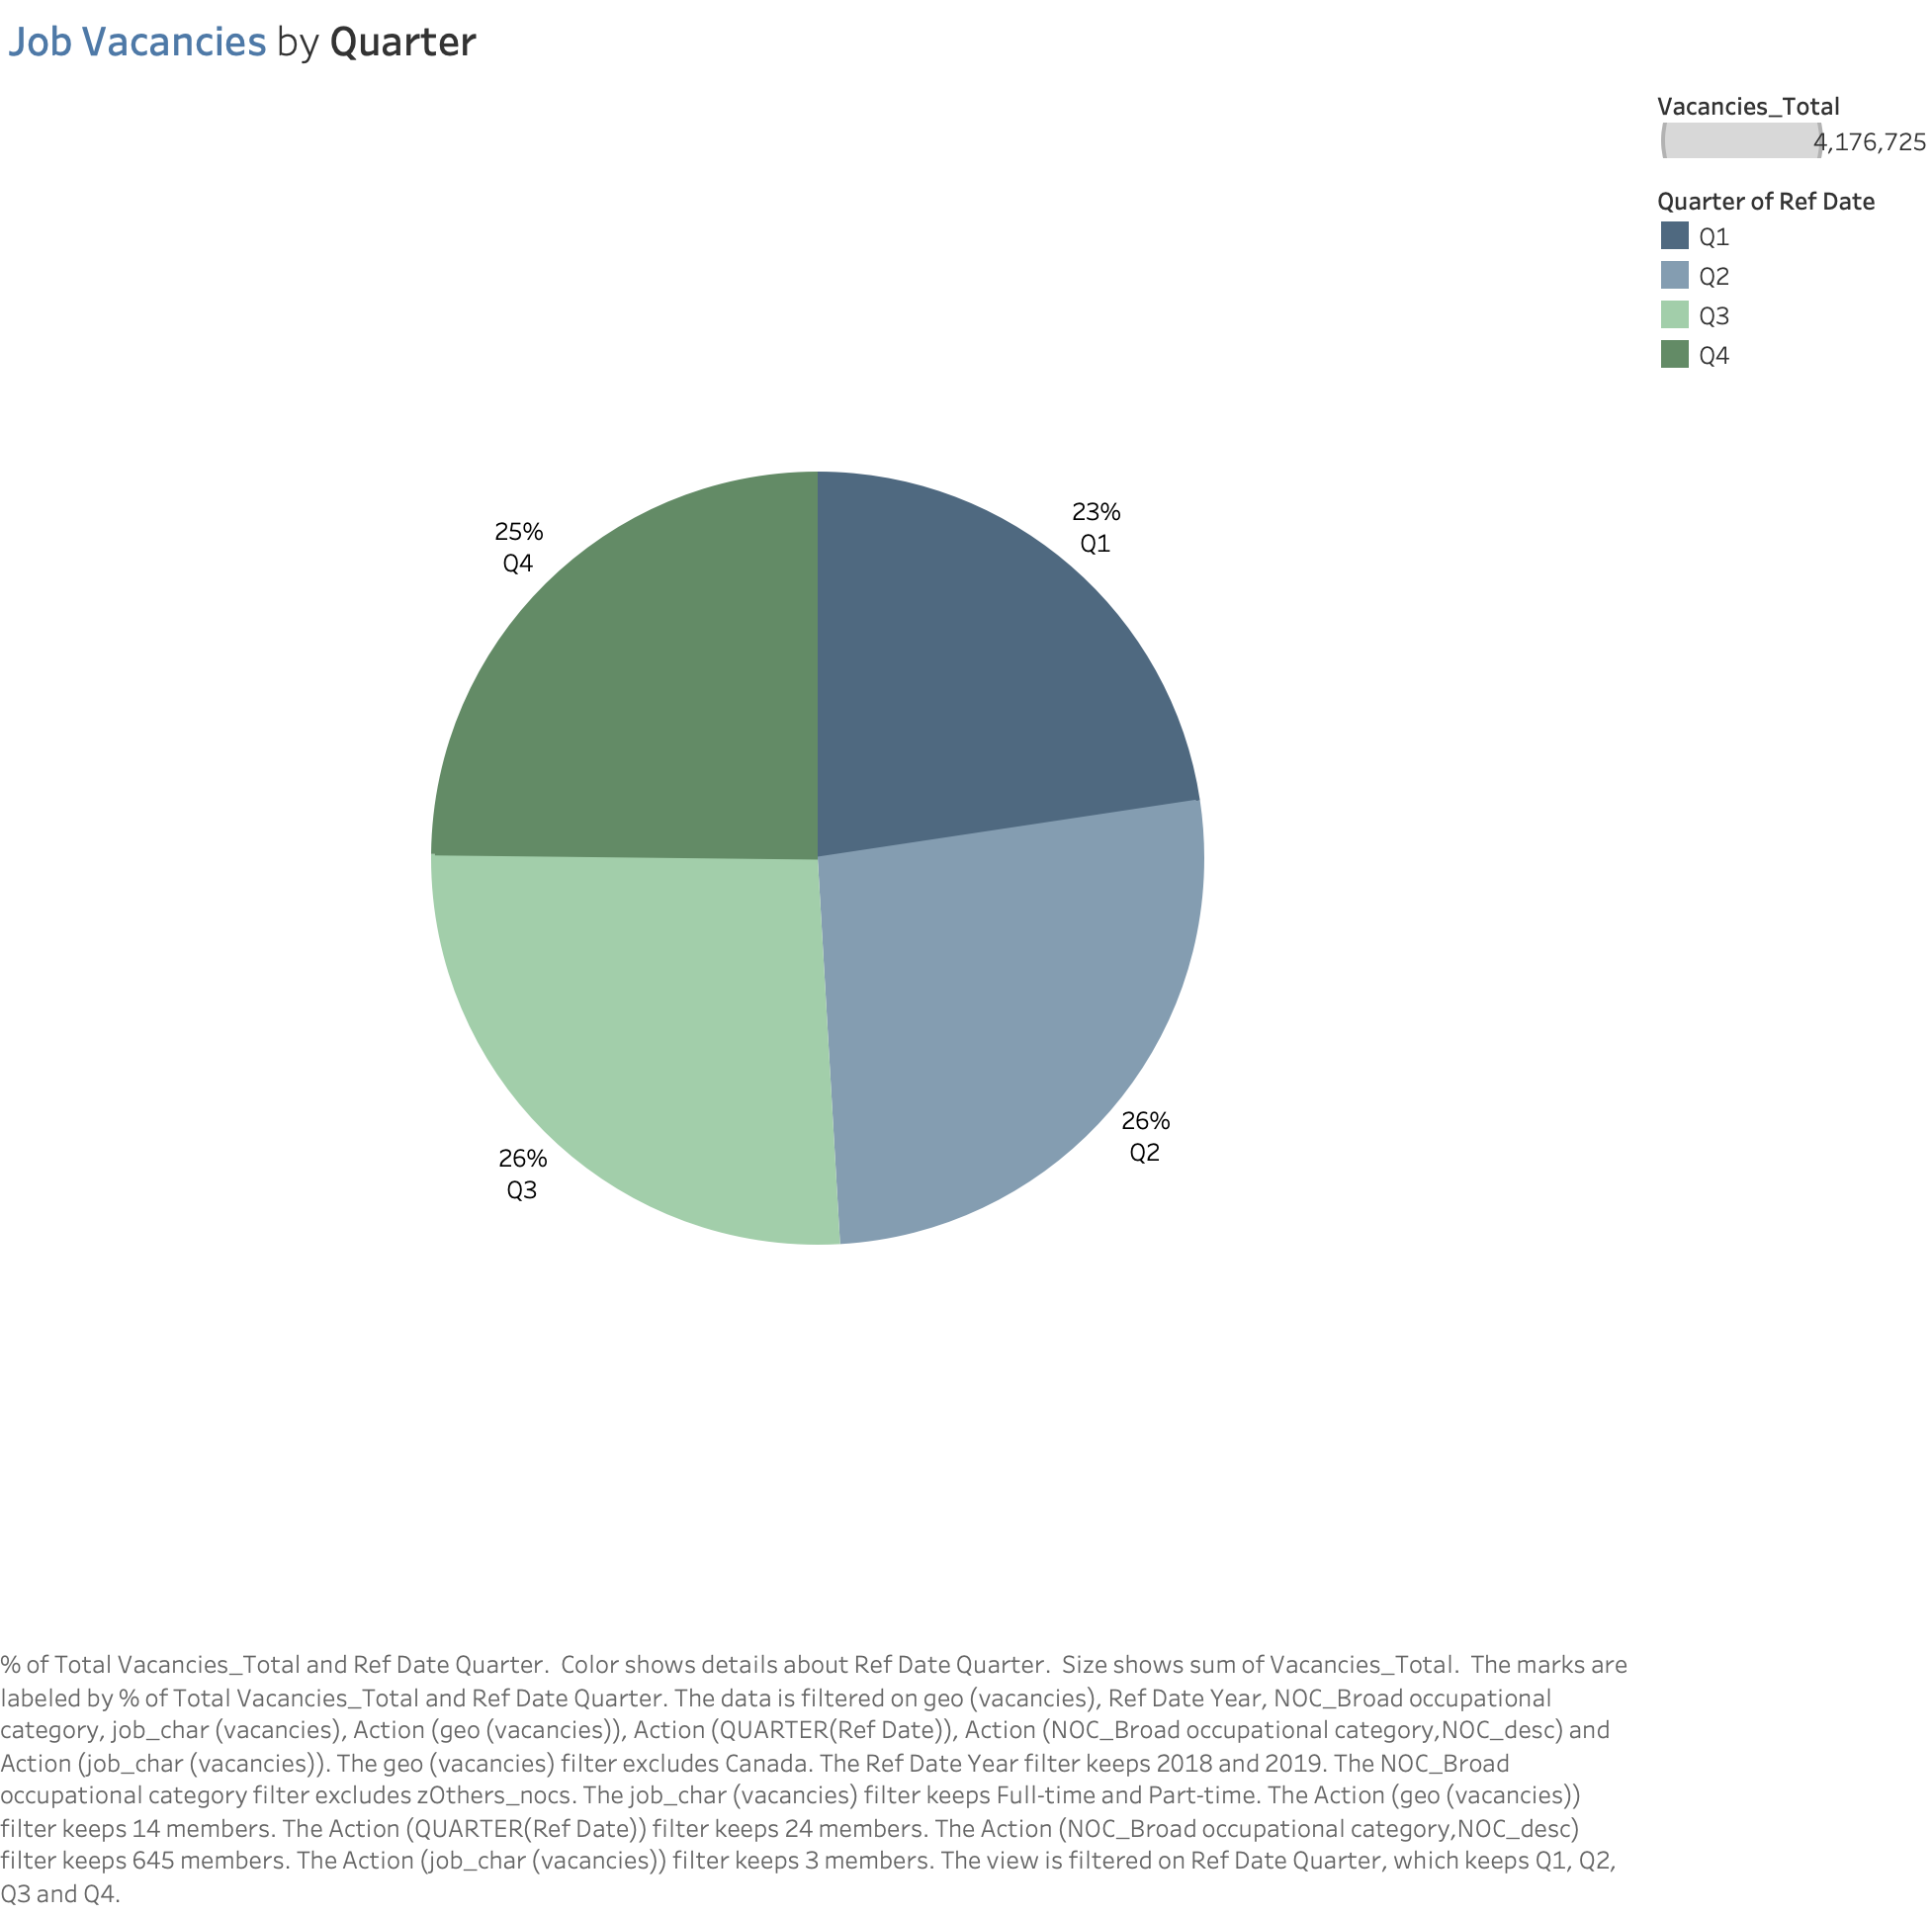 Job Vacancies by Quarter
Vacancies_Total
4,176,725
Quarter of Ref Date
Q1
Q2
Q3
Q4
23%
Q1
25%
Q4
26%
Q2
26%
Q3
% of Total Vacancies_Total and Ref Date Quarter.  Color shows details about Ref Date Quarter.  Size shows sum of Vacancies_Total.  The marks are
labeled by % of Total Vacancies_Total and Ref Date Quarter. The data is filtered on geo (vacancies), Ref Date Year, NOC_Broad occupational
category, job_char (vacancies), Action (geo (vacancies)), Action (QUARTER(Ref Date)), Action (NOC_Broad occupational category,NOC_desc) and
Action (job_char (vacancies)). The geo (vacancies) filter excludes Canada. The Ref Date Year filter keeps 2018 and 2019. The NOC_Broad
occupational category filter excludes zOthers_nocs. The job_char (vacancies) filter keeps Full-time and Part-time. The Action (geo (vacancies))
filter keeps 14 members. The Action (QUARTER(Ref Date)) filter keeps 24 members. The Action (NOC_Broad occupational category,NOC_desc)
filter keeps 645 members. The Action (job_char (vacancies)) filter keeps 3 members. The view is filtered on Ref Date Quarter, which keeps Q1, Q2,
Q3 and Q4.